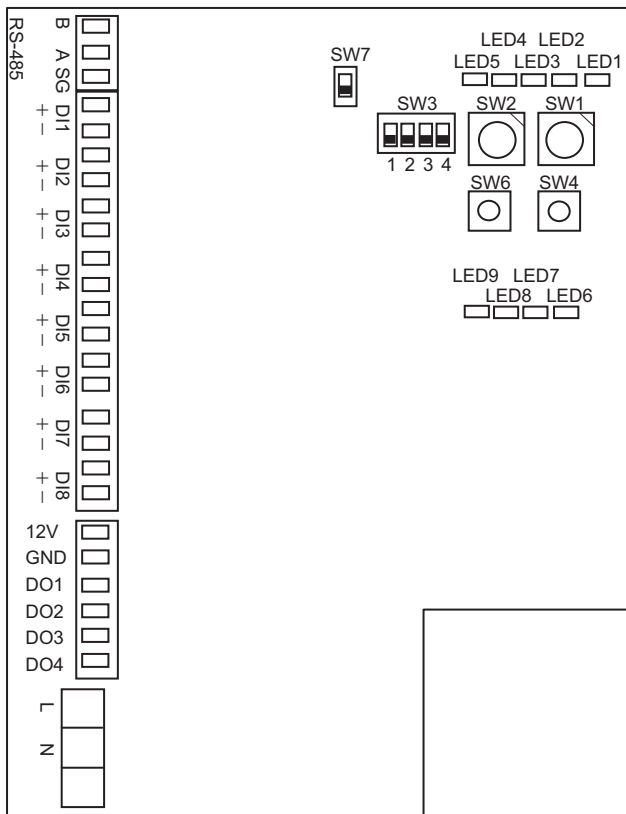 RS-485
B
A
SG
DI1
+ −
DI2
+ −
DI3
+ −
DI4
+ −
DI5
+ −
DI6
+ −
DI7
+ −
DI8
+ −
12V
GND
DO1
DO2
DO3
DO4
L
N
SW7
LED4 LED2
LED5 LED3 LED1
SW3 SW2 SW1
1 2 3 4
SW6 SW4
LED9 LED7
LED8 LED6